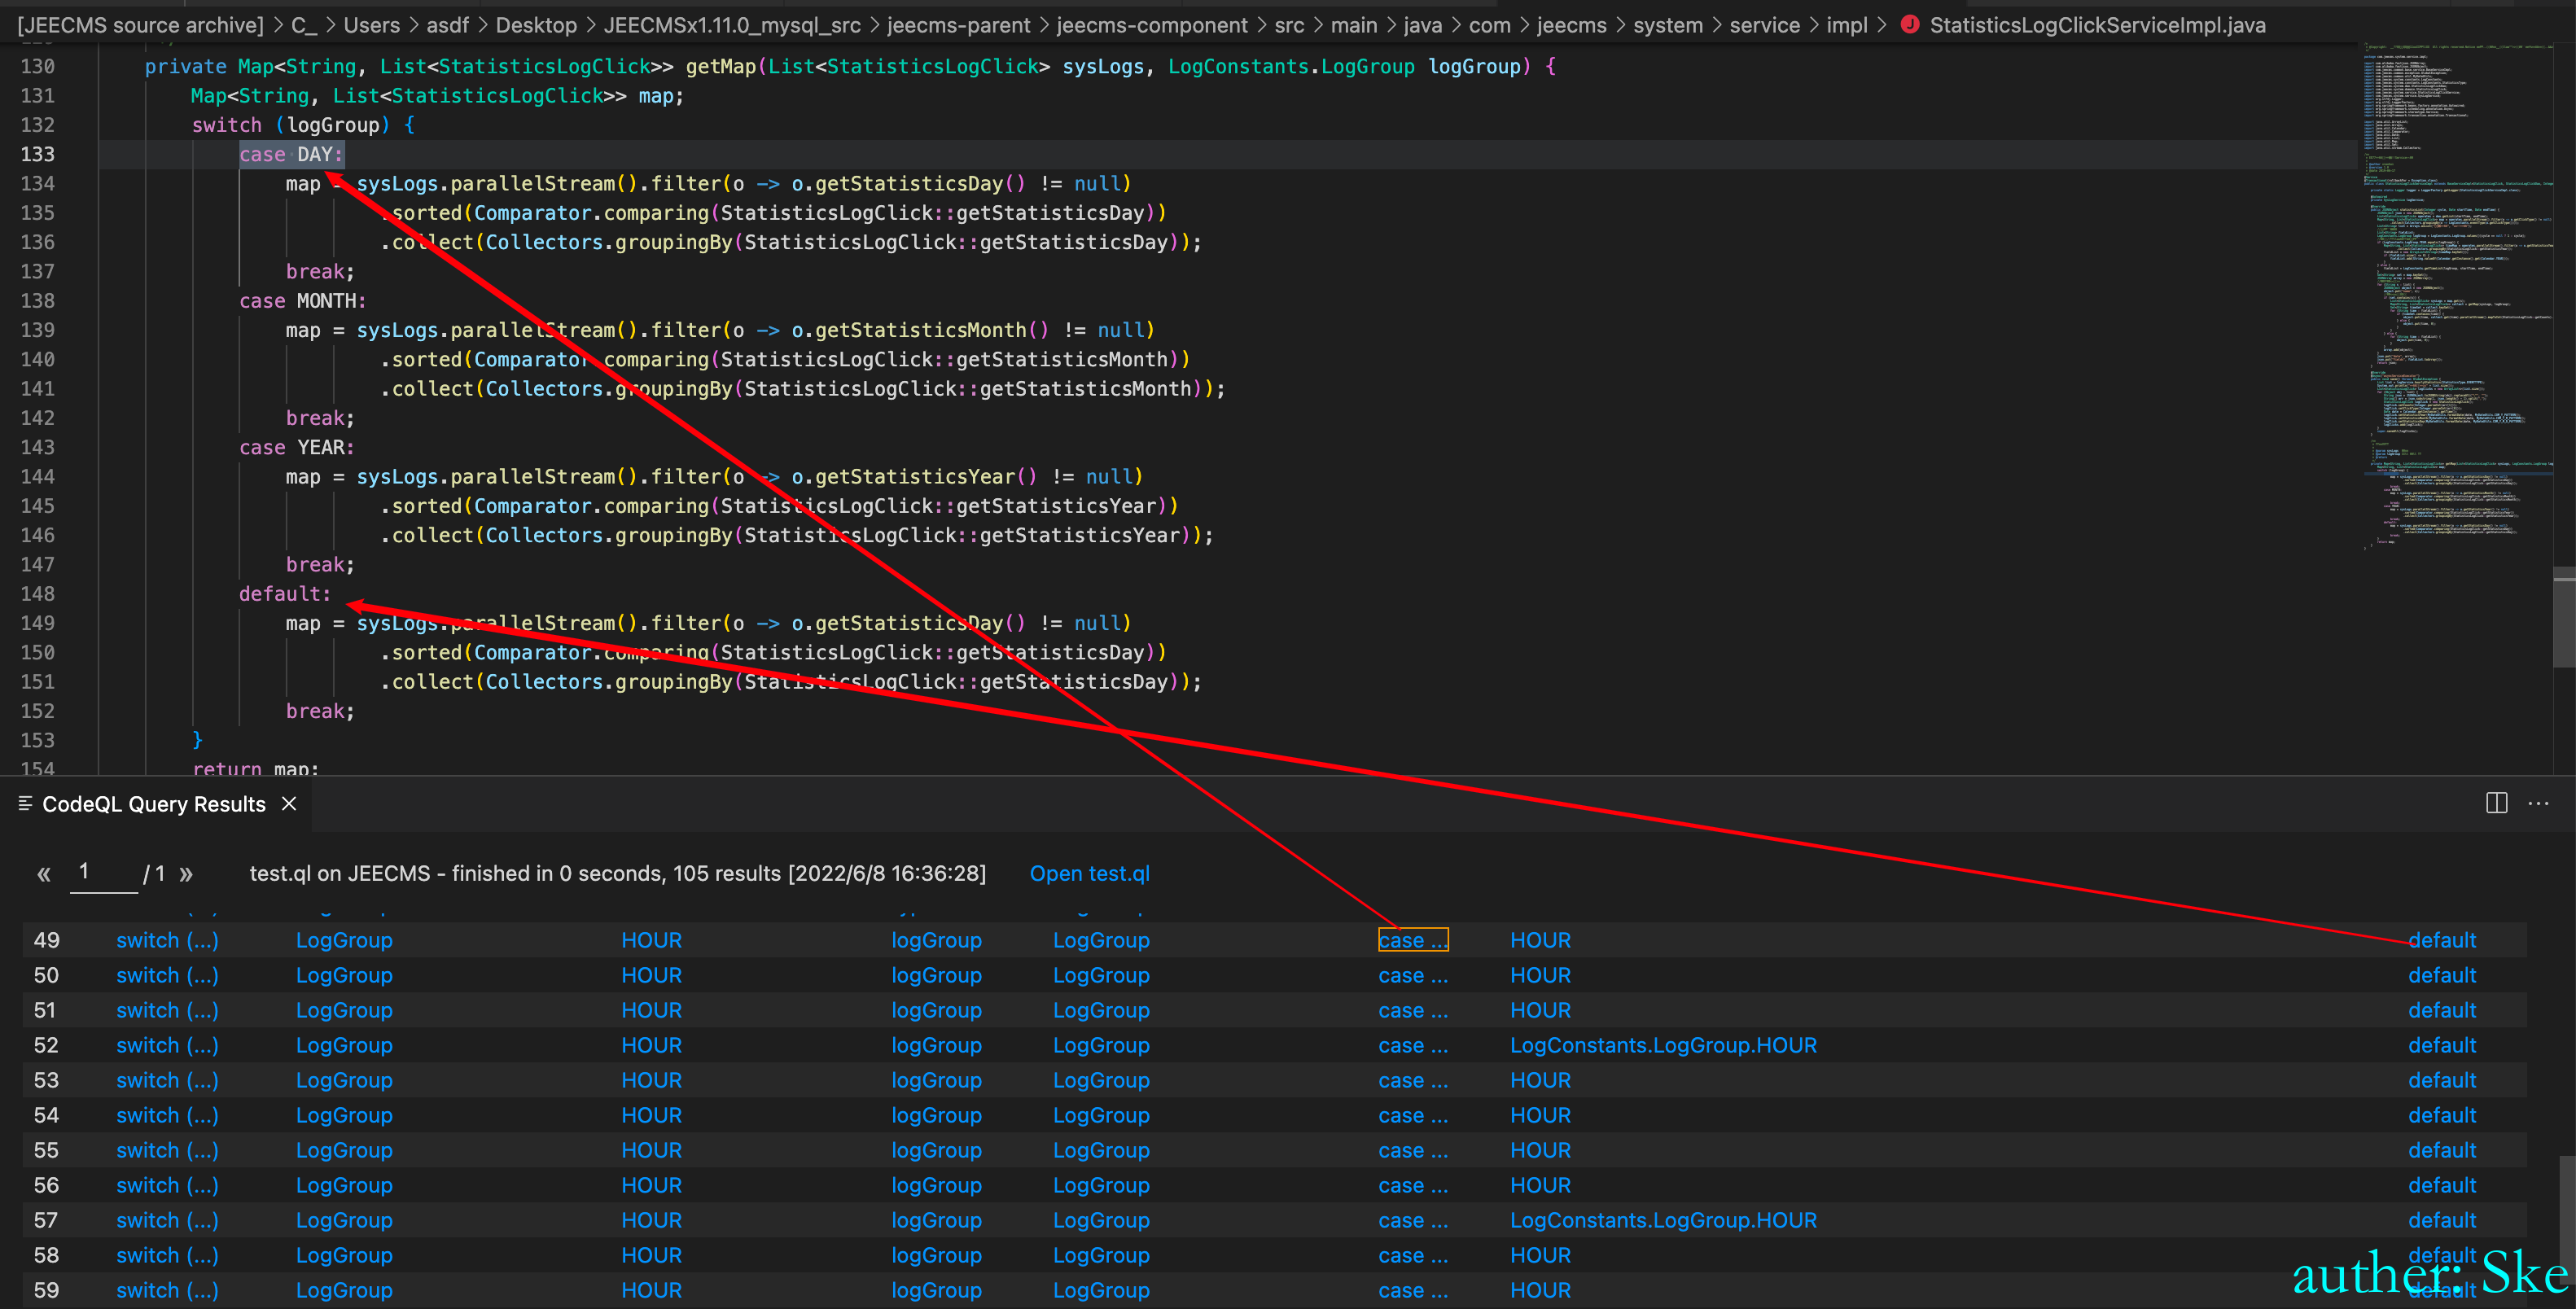 [JEECMS source archive] > C_ > Users > asdf > Desktop > JEECMSx1.11.0_mysql_src > jeecms-parent > jeecms-component > src > main > java > com > jeecms > system > service > impl > J StatisticsLogClickServiceImpl.java
130 private Map<String, List<StatisticsLogClick>> getMap(List<StatisticsLogClick> sysLogs, LogConstants.LogGroup logGroup) {
131 Map<String, List<StatisticsLogClick>> map;
132 switch (logGroup) {
133 case DAY:
134 map = sysLogs.parallelStream().filter(o -> o.getStatisticsDay() != null)
135 .sorted(Comparator.comparing(StatisticsLogClick::getStatisticsDay))
136 .collect(Collectors.groupingBy(StatisticsLogClick::getStatisticsDay));
137 break;
138 case MONTH:
139 map = sysLogs.parallelStream().filter(o -> o.getStatisticsMonth() != null)
140 .sorted(Comparator.comparing(StatisticsLogClick::getStatisticsMonth))
141 .collect(Collectors.groupingBy(StatisticsLogClick::getStatisticsMonth));
142 break;
143 case YEAR:
144 map = sysLogs.parallelStream().filter(o -> o.getStatisticsYear() != null)
145 .sorted(Comparator.comparing(StatisticsLogClick::getStatisticsYear))
146 .collect(Collectors.groupingBy(StatisticsLogClick::getStatisticsYear));
147 break;
148 default:
149 map = sysLogs.parallelStream().filter(o -> o.getStatisticsDay() != null)
150 .sorted(Comparator.comparing(StatisticsLogClick::getStatisticsDay))
151 .collect(Collectors.groupingBy(StatisticsLogClick::getStatisticsDay));
152 break;
153 }
154 return map;
CodeQL Query Results ×
« 1 / 1 » test.ql on JEECMS - finished in 0 seconds, 105 results [2022/6/8 16:36:28] Open test.ql
49 switch (...) LogGroup HOUR logGroup LogGroup case ... HOUR default
50 switch (...) LogGroup HOUR logGroup LogGroup case ... HOUR default
51 switch (...) LogGroup HOUR logGroup LogGroup case ... HOUR default
52 switch (...) LogGroup HOUR logGroup LogGroup case ... LogConstants.LogGroup.HOUR default
53 switch (...) LogGroup HOUR logGroup LogGroup case ... HOUR default
54 switch (...) LogGroup HOUR logGroup LogGroup case ... HOUR default
55 switch (...) LogGroup HOUR logGroup LogGroup case ... HOUR default
56 switch (...) LogGroup HOUR logGroup LogGroup case ... HOUR default
57 switch (...) LogGroup HOUR logGroup LogGroup case ... LogConstants.LogGroup.HOUR default
58 switch (...) LogGroup HOUR logGroup LogGroup case ... HOUR default
59 switch (...) LogGroup HOUR logGroup LogGroup case ... HOUR default
auther: Ske